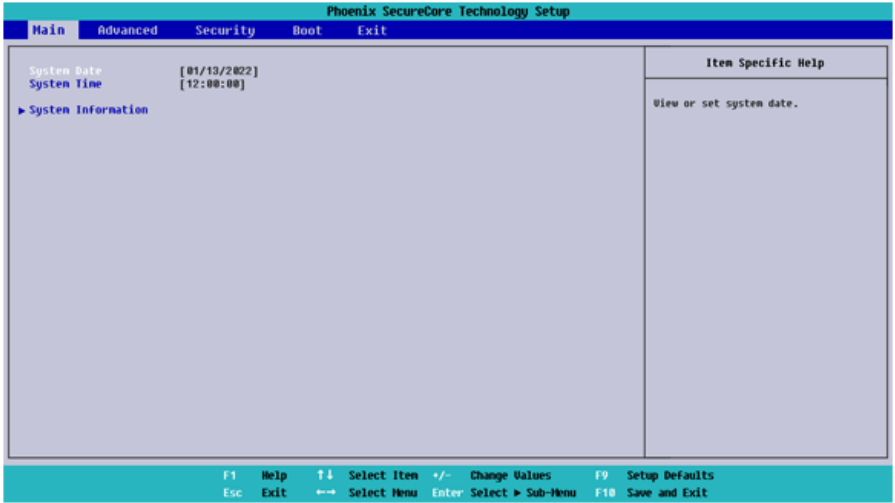 Phoenix SecureCore Technology Setup
Main Advanced Security Boot Exit
System Date [01/13/2022]
System Time [12:00:00]
▶ System Information
Item Specific Help
View or set system date.
F1 Help ↑↓ Select Item +/- Change Values F9 Setup Defaults
Esc Exit ←→ Select Menu Enter Select ▶ Sub-Menu F10 Save and Exit